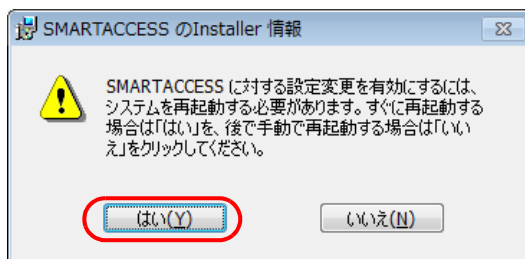 SMARTACCESS のInstaller 情報
SMARTACCESS に対する設定変更を有効にするには、
システムを再起動する必要があります。すぐに再起動する
場合は「はい」を、後で手動で再起動する場合は「いい
え」をクリックしてください。
はい(Y)
いいえ(N)